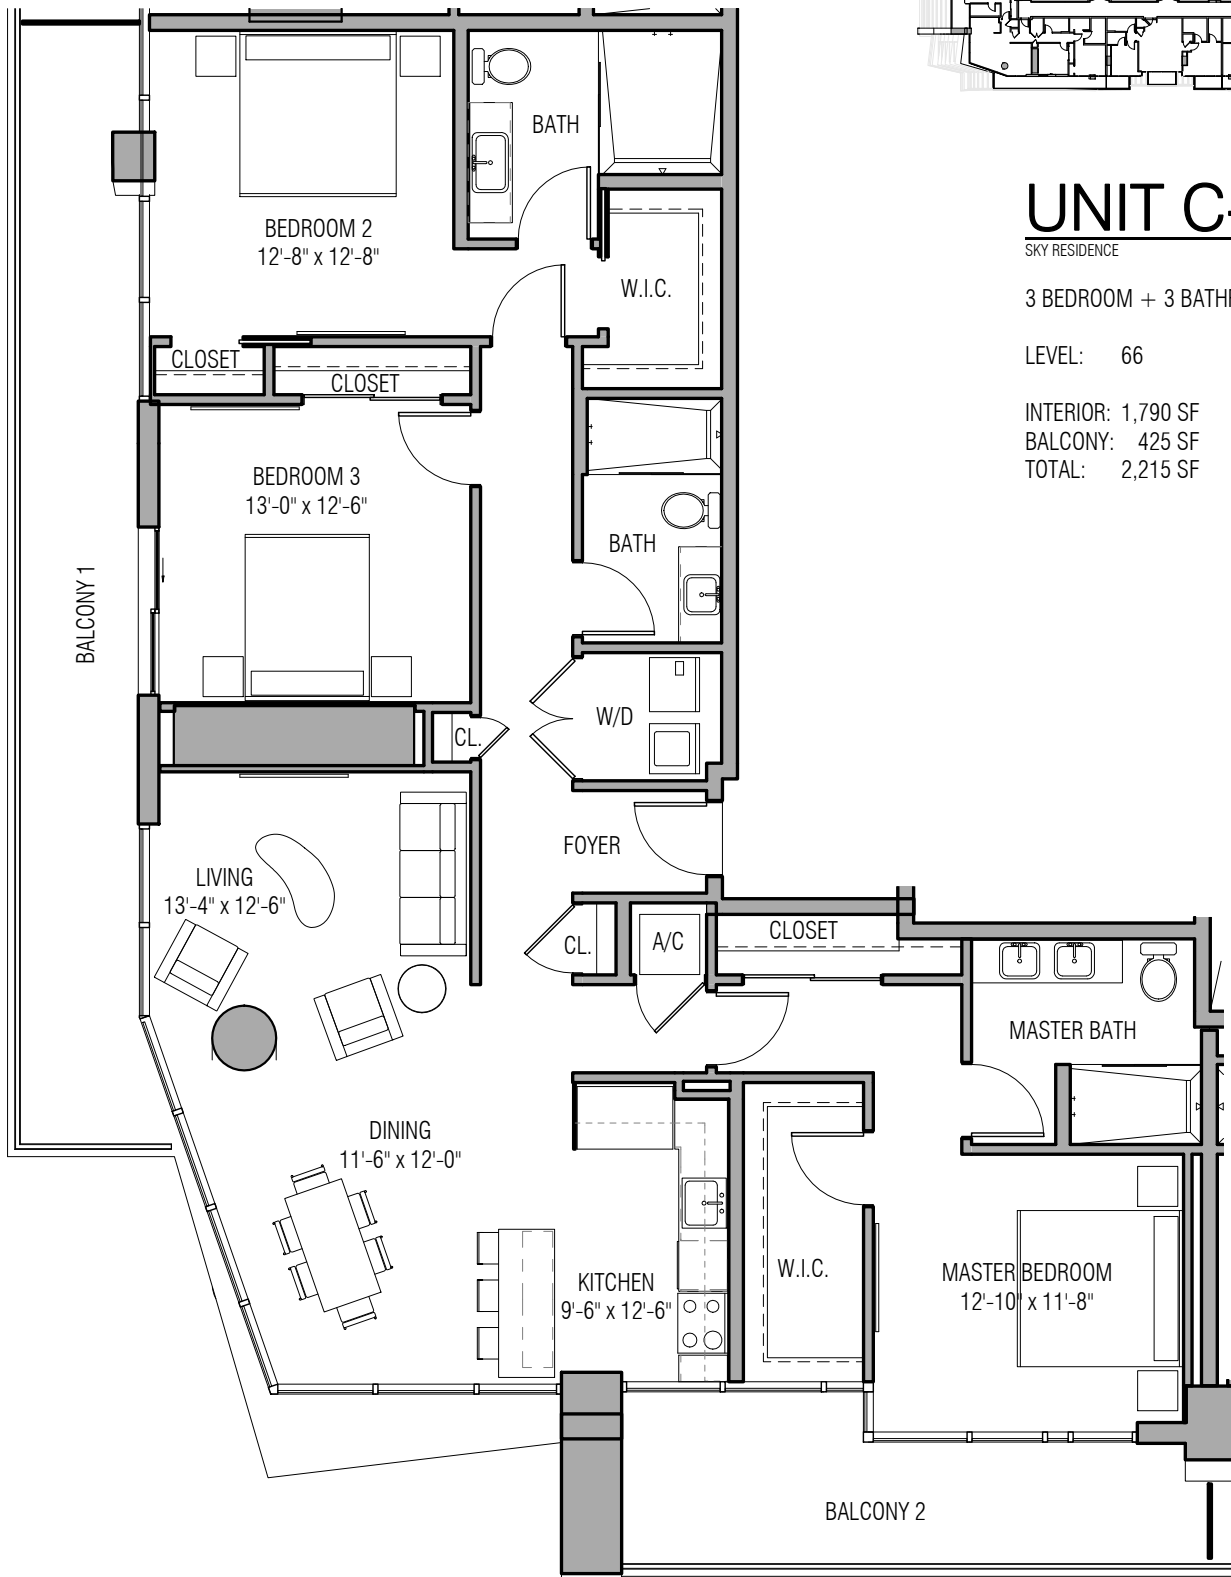 BATH
BEDROOM 2
12'-8" x 12'-8"
W.I.C.
CLOSET
CLOSET
BEDROOM 3
13'-0" x 12'-6"
BATH
BALCONY 1
W/D
CL.
FOYER
LIVING
13'-4" x 12'-6"
CL.
A/C
CLOSET
MASTER BATH
DINING
11'-6" x 12'-0"
W.I.C.
KITCHEN
9'-6" x 12'-6"
MASTER BEDROOM
12'-10" x 11'-8"
BALCONY 2
UNIT C-
SKY RESIDENCE
3 BEDROOM + 3
LEVEL: 66
INTERIOR: 1,790 SF
BALCONY: 425 SF
TOTAL: 2,215 SF